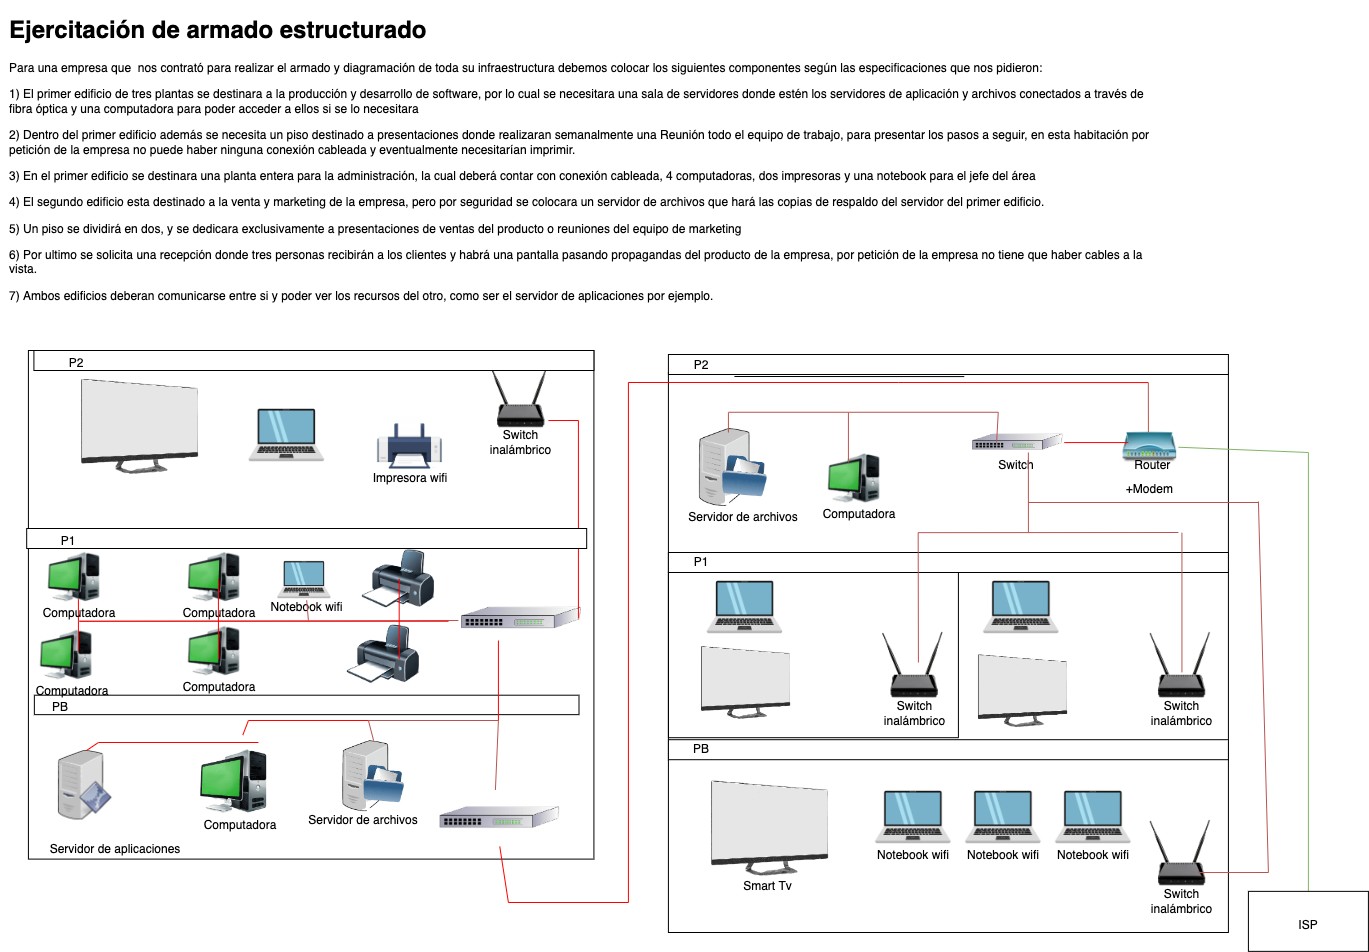 Ejercitación de armado estructurado
Para una empresa que  nos contrató para realizar el armado y diagramación de toda su infraestructura debemos colocar los siguientes componentes según las especificaciones que nos pidieron:
1) El primer edificio de tres plantas se destinara a la producción y desarrollo de software, por lo cual se necesitara una sala de servidores donde estén los servidores de aplicación y archivos conectados a través de
fibra óptica y una computadora para poder acceder a ellos si se lo necesitara
2) Dentro del primer edificio además se necesita un piso destinado a presentaciones donde realizaran semanalmente una Reunión todo el equipo de trabajo, para presentar los pasos a seguir, en esta habitación por
petición de la empresa no puede haber ninguna conexión cableada y eventualmente necesitarían imprimir.
3) En el primer edificio se destinara una planta entera para la administración, la cual deberá contar con conexión cableada, 4 computadoras, dos impresoras y una notebook para el jefe del área
4) El segundo edificio esta destinado a la venta y marketing de la empresa, pero por seguridad se colocara un servidor de archivos que hará las copias de respaldo del servidor del primer edificio.
5) Un piso se dividirá en dos, y se dedicara exclusivamente a presentaciones de ventas del producto o reuniones del equipo de marketing
6) Por ultimo se solicita una recepción donde tres personas recibirán a los clientes y habrá una pantalla pasando propagandas del producto de la empresa, por petición de la empresa no tiene que haber cables a la
vista.
7) Ambos edificios deberan comunicarse entre si y poder ver los recursos del otro, como ser el servidor de aplicaciones por ejemplo.
P2
Switch
inalámbrico
Impresora wifi
P1
Computadora
Computadora
Notebook wifi
Computadora
Computadora
PB
Computadora
Servidor de archivos
Servidor de aplicaciones
P2
Switch
Router
+Modem
Servidor de archivos
Computadora
P1
Switch
inalámbrico
Switch
inalámbrico
PB
Notebook wifi
Notebook wifi
Notebook wifi
Smart Tv
Switch
inalámbrico
ISP